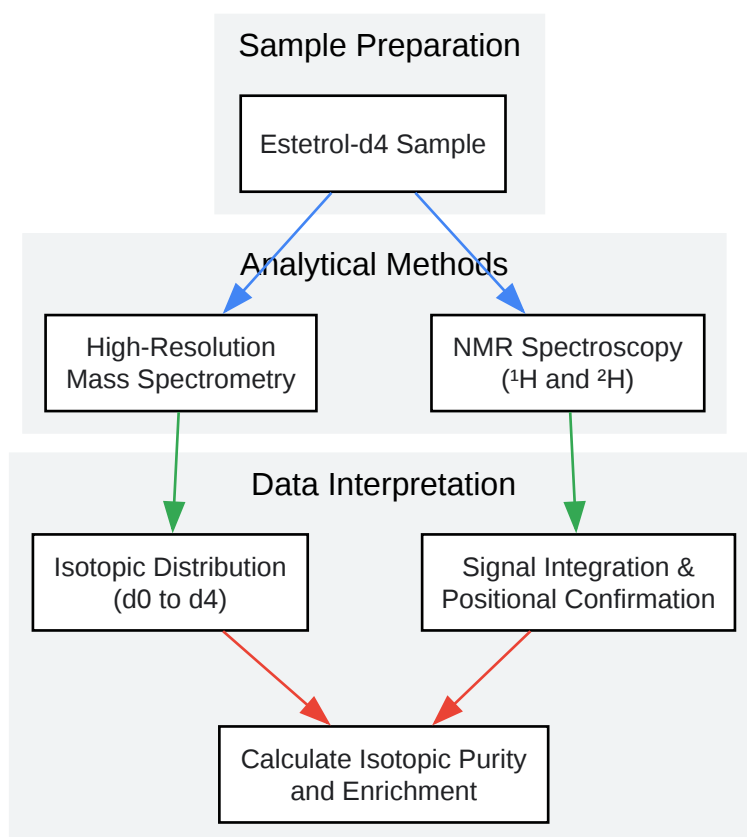 Sample Preparation
Estetrol-d4 Sample
Analytical Methods
High-Resolution
Mass Spectrometry
NMR Spectroscopy
(¹H and ²H)
Data Interpretation
Isotopic Distribution
(d0 to d4)
Signal Integration &
Positional Confirmation
Calculate Isotopic Purity
and Enrichment